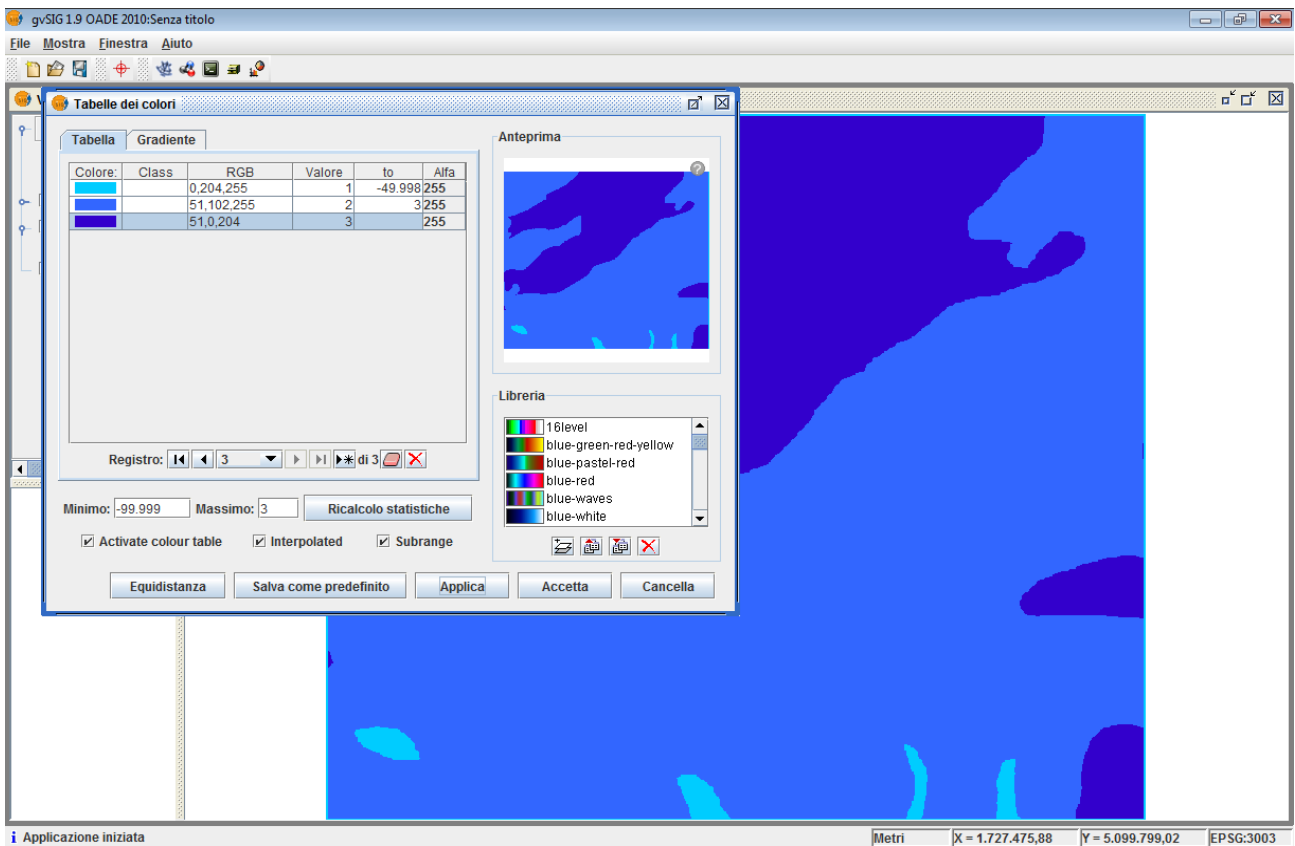 gvSIG 1.9 OADE 2010:Senza titolo
File Mostra Finestra Aiuto
Tabelle dei colori
Tabella Gradiente
Colore: Class RGB Valore to Alfa
0,204,255 1 -49.998 255
51,102,255 2 3 255
51,0,204 3 255
Registro: 3 di 3
Minimo: -99.999 Massimo: 3 Ricalcolo statistiche
Activate colour table Interpolated Subrange
Anteprima
Libreria
16level
blue-green-red-yellow
blue-pastel-red
blue-red
blue-waves
blue-white
Equidistanza Salva come predefinito Applica Accetta Cancella
Applicazione iniziata
Metri X = 1.727.475,88 Y = 5.099.799,02 EPSG:3003